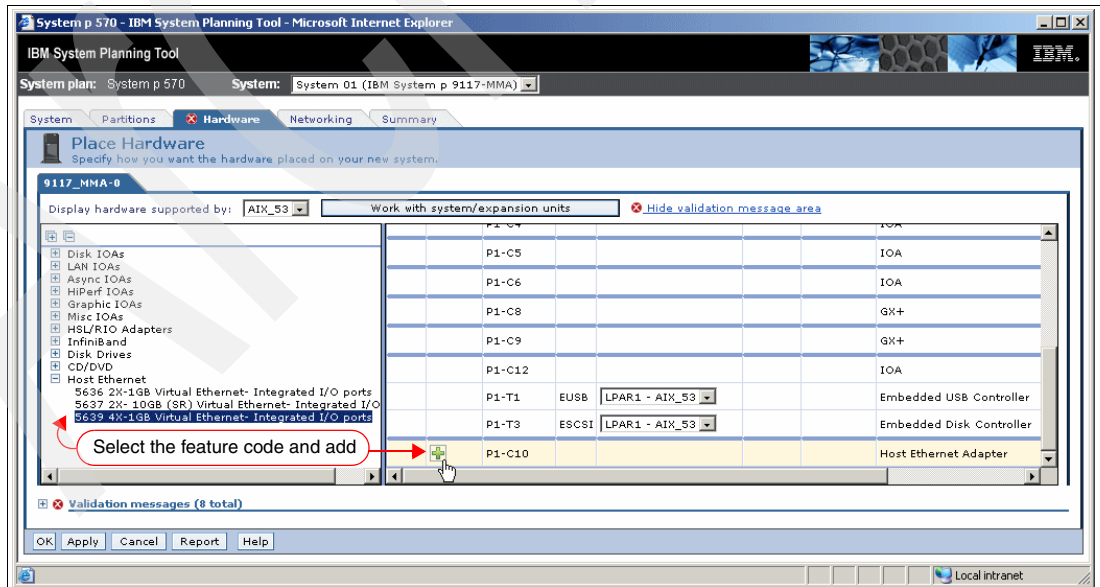 System p 570 - IBM System Planning Tool - Microsoft Internet Explorer
IBM System Planning Tool
IBM.
System plan: System p 570 System: System 01 (IBM System p 9117-MMA)
System Partitions Hardware Networking Summary
Place Hardware
Specify how you want the hardware placed on your new system.
9117_MMA-0
Display hardware supported by: AIX_53 Work with system/expansion units Hide validation message area
Disk IOAs
LAN IOAs
Async IOAs
HiPerf IOAs
Graphic IOAs
Misc IOAs
HSL/RIO Adapters
InfiniBand
Disk Drives
CD/DVD
Host Ethernet
5636 2X-1GB Virtual Ethernet- Integrated I/O ports
5637 2X- 10GB (SR) Virtual Ethernet- Integrated I/O
5639 4X-1GB Virtual Ethernet- Integrated I/O ports
Select the feature code and add
P1-C4 IOA
P1-C5 IOA
P1-C6 IOA
P1-C8 GX+
P1-C9 GX+
P1-C12 IOA
P1-T1 EUSB LPAR1 - AIX_53 Embedded USB Controller
P1-T3 ESCSI LPAR1 - AIX_53 Embedded Disk Controller
P1-C10 Host Ethernet Adapter
Validation messages (8 total)
OK Apply Cancel Report Help
Local intranet